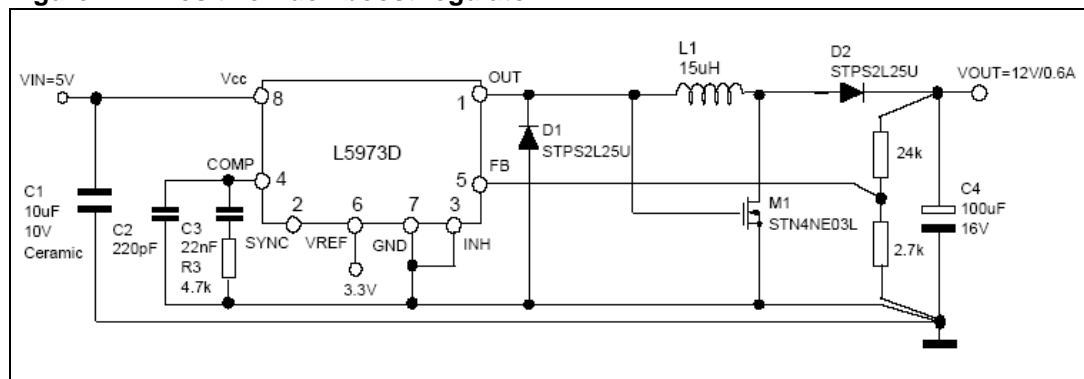 VIN=5V
Vcc
8
OUT
1
L1
15uH
D2
STPS2L25U
VOUT=12V/0.6A
L5973D
D1
STPS2L25U
COMP
4
FB
5
24k
C1
10uF
10V
Ceramic
C2
220pF
C3
22nF
R3
4.7k
2
SYNC
6
VREF
3.3V
7
GND
3
INH
M1
STN4NE03L
2.7k
C4
100uF
16V